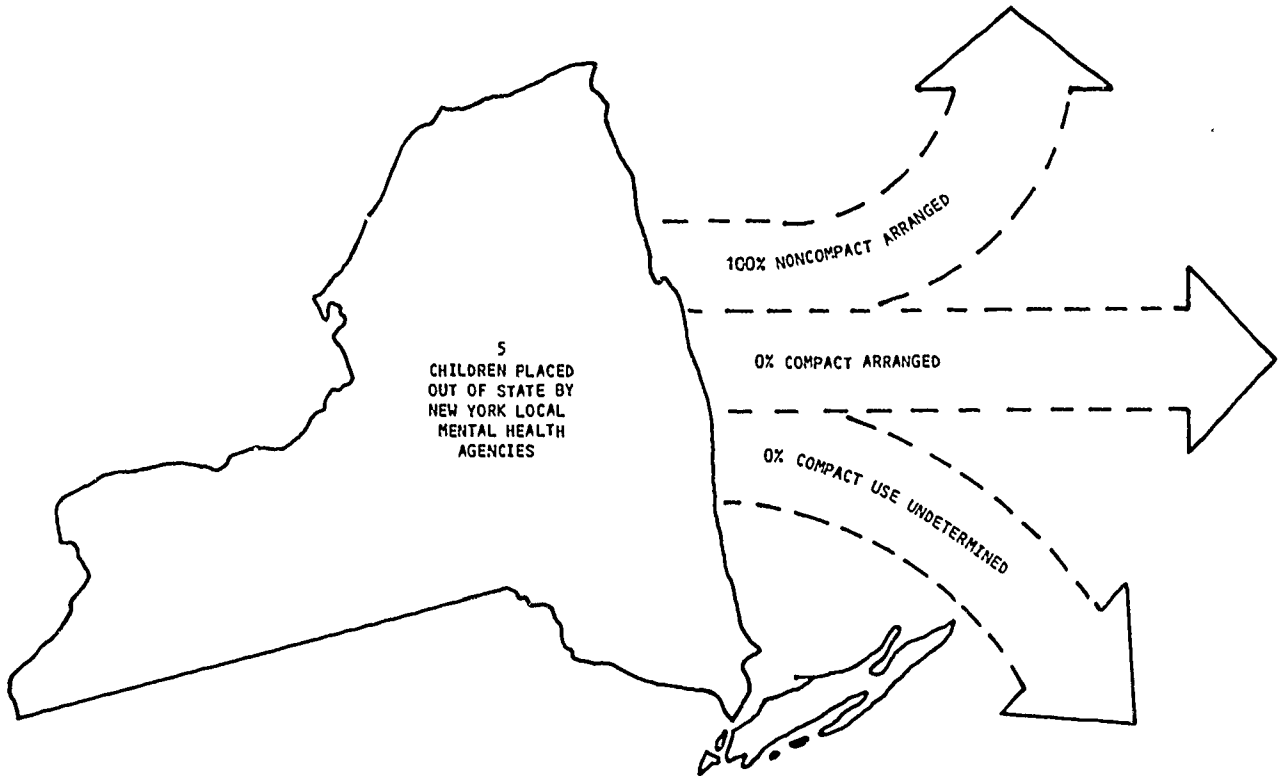 5
CHILDREN PLACED
OUT OF STATE BY
NEW YORK LOCAL
MENTAL HEALTH
AGENCIES
100% NONCOMPACT ARRANGED
0% COMPACT ARRANGED
0% COMPACT USE UNDETERMINED